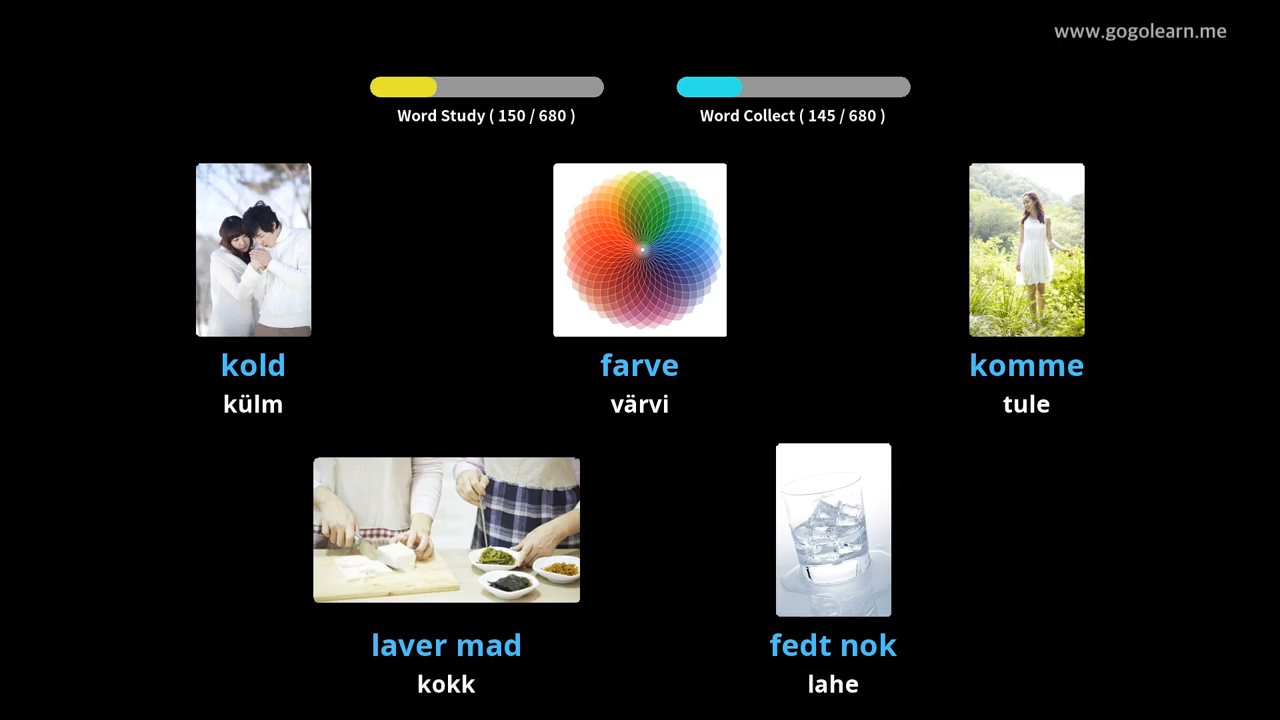 www.gogolearn.me
Word Study ( 150 / 680 )
Word Collect ( 145 / 680 )
kold
külm
farve
värvi
komme
tule
laver mad
kokk
fedt nok
lahe